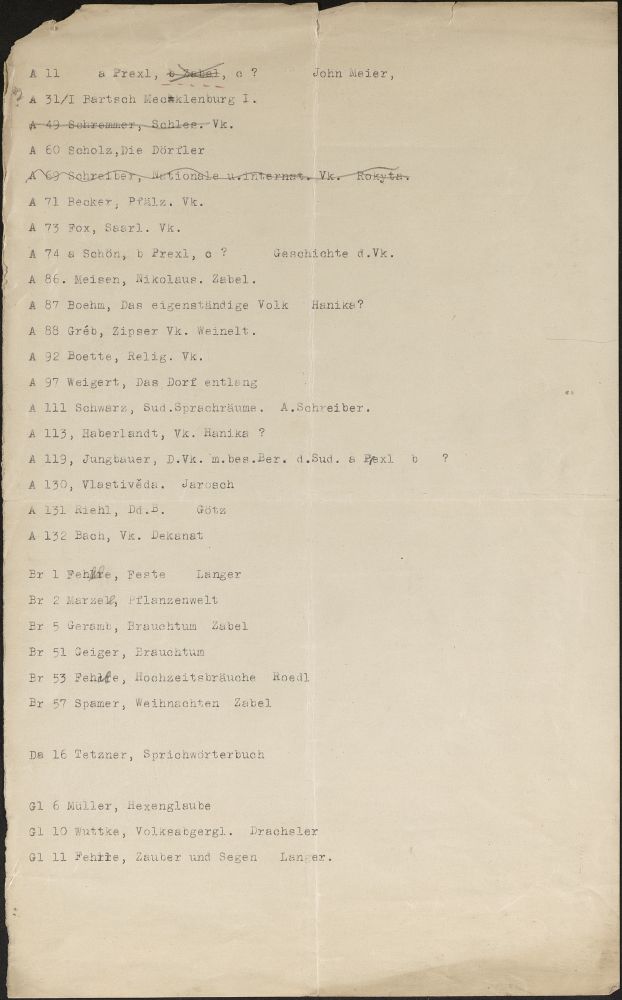 A 11 a Prexl, b Zabel, c ? John Meier,
? A 31/I Bartsch Mecklenburg I.
A 49 Schremmer, Schles. Vk.
A 60 Scholz,Die Dörfler
A 69 Schreiber, Nationale u.internat. Vk. Rokyta.
A 71 Becker, Pfälz. Vk.
A 73 Fox, Saarl. Vk.
A 74 a Schön, b Prexl, c ? Geschichte d.Vk.
A 86. Meisen, Nikolaus. Zabel.
A 87 Boehm, Das eigenständige Volk Hanika?
A 88 Gréb, Zipser Vk. Weinelt.
A 92 Boette, Relig. Vk.
A 97 Weigert, Das Dorf entlang
A 111 Schwarz, Sud.Sprachräume. A.Schreiber.
A 113, Haberlandt, Vk. Hanika ?
A 119, Jungbauer, D.Vk. m.bes.Ber. d.Sud. a Prexl b ?
A 130, Vlastivěda. Jarosch
A 131 Riehl, Dd.B. Götz
A 132 Bach, Vk. Dekanat
Br 1 Fehrle, Feste Langer
Br 2 Marzell, Pflanzenwelt
Br 5 Geramb, Brauchtum Zabel
Br 51 Geiger, Brauchtum
Br 53 Fehrle, Hochzeitsbräuche Roedl
Br 57 Spamer, Weihnachten Zabel
Da 16 Tetzner, Sprichwörterbuch
Gl 6 Müller, Hexenglaube
Gl 10 Wuttke, Volksabgergl. Drachsler
Gl 11 Fehrle, Zauber und Segen Langer.